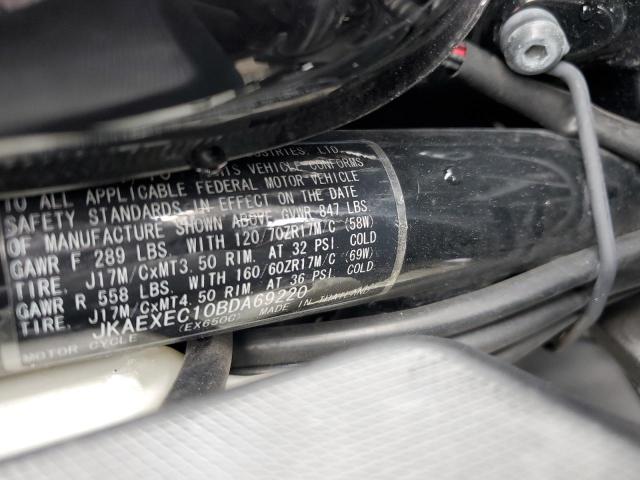 USTRIES, LTD.
THIS VEHICLE CONFORMS
TO ALL APPLICABLE FEDERAL MOTOR VEHICLE
SAFETY STANDARDS IN EFFECT ON THE DATE
OF MANUFACTURE SHOWN ABOVE GVWR 847 LBS
GAWR F 289 LBS. WITH 120/70ZR17M/C (58W)
TIRE, J17M/CxMT3.50 RIM. AT 32 PSI COLD
GAWR R 558 LBS. WITH 160/60ZR17M/C (69W)
TIRE, J17M/CxMT4.50 RIM. AT 36 PSI COLD
JKAEXEC10BDA69220
MOTOR CYCLE (EX650C) MADE IN THAILAND